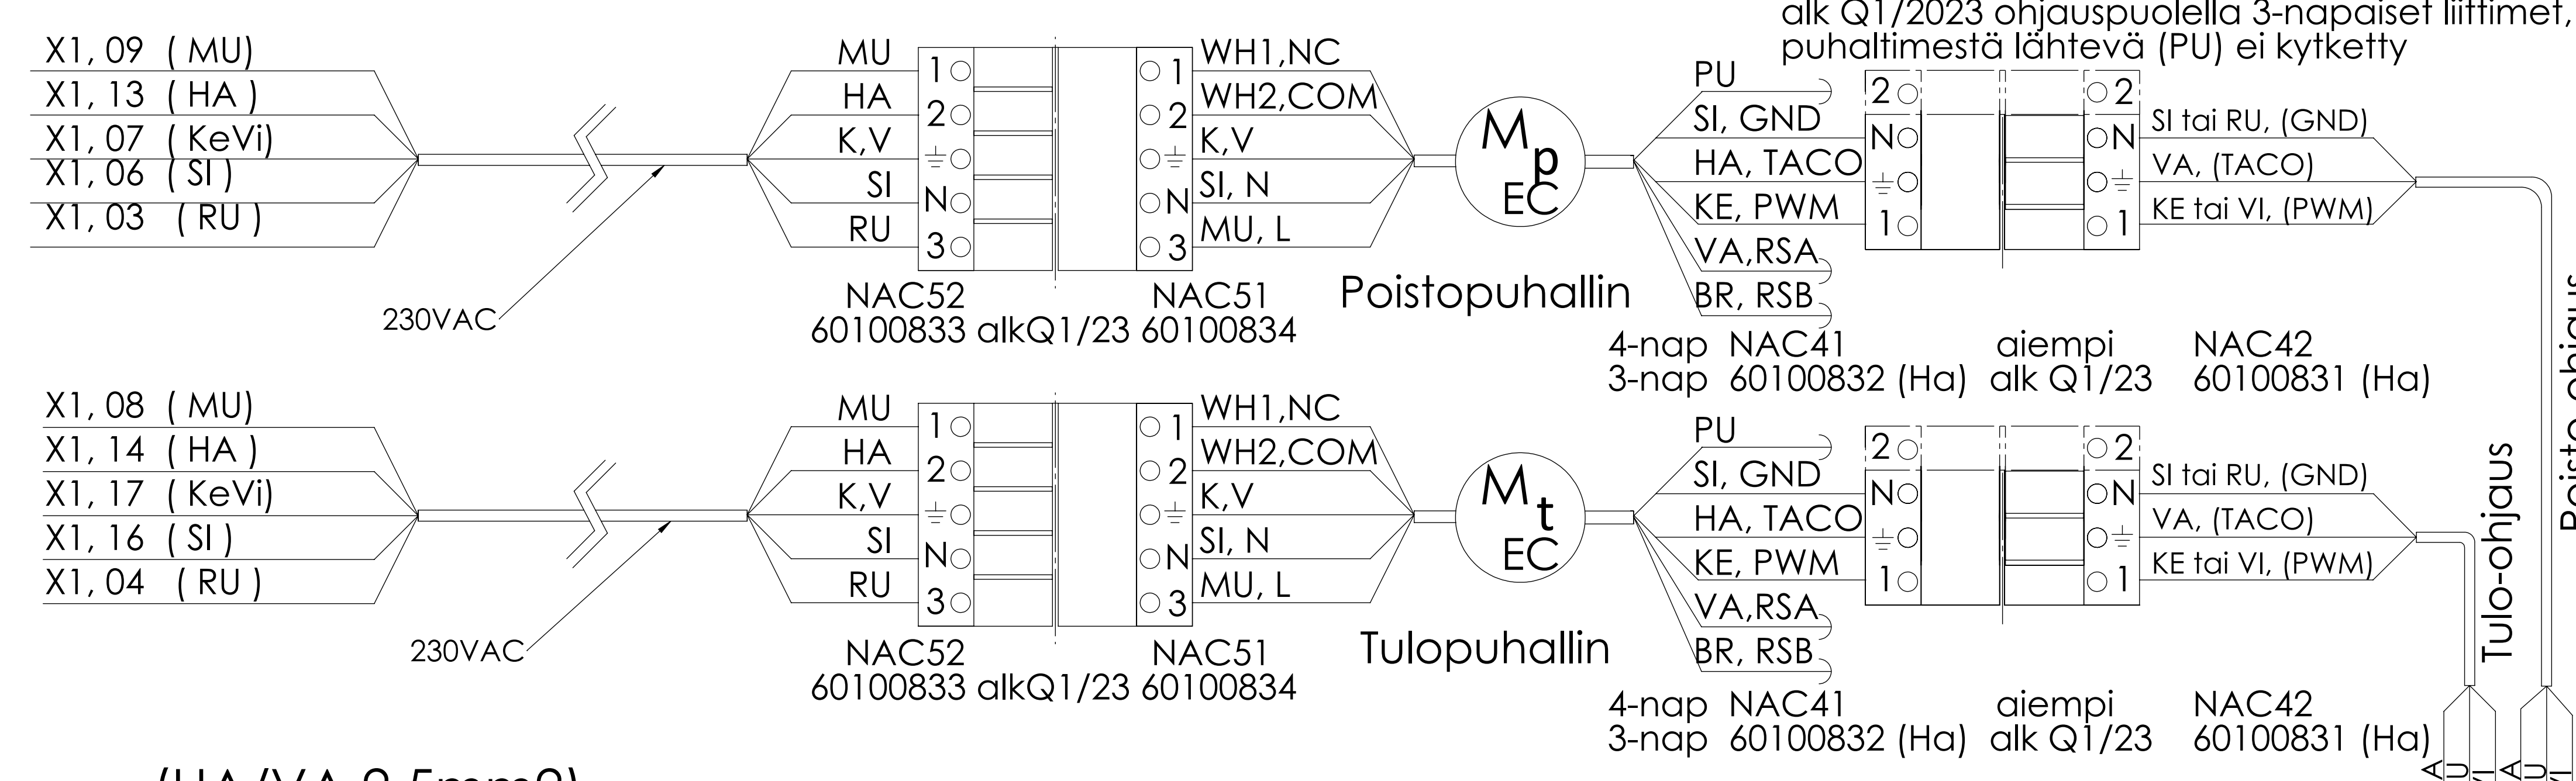 alk Q1/2023 ohjauspuolella 3-napaiset liittimet,
puhaltimestä lähtevä (PU) ei kytketty
X1, 09 ( MU)
X1, 13 ( HA )
X1, 07 ( KeVi)
X1, 06 ( SI )
X1, 03 ( RU )
230VAC
MU
HA
K,V
SI
RU
1
2
N
3
1
2
N
3
WH1,NC
WH2,COM
K,V
SI, N
MU, L
NAC52 NAC51
60100833 alkQ1/23 60100834
Mp
EC
Poistopuhallin
PU
SI, GND
HA, TACO
KE, PWM
VA,RSA
BR, RSB
2
N
1
2
N
1
SI tai RU, (GND)
VA, (TACO)
KE tai VI, (PWM)
4-nap NAC41 aiempi NAC42
3-nap 60100832 (Ha) alk Q1/23 60100831 (Ha)
X1, 08 ( MU)
X1, 14 ( HA )
X1, 17 ( KeVi)
X1, 16 ( SI )
X1, 04 ( RU )
230VAC
MU
HA
K,V
SI
RU
1
2
N
3
1
2
N
3
WH1,NC
WH2,COM
K,V
SI, N
MU, L
NAC52 NAC51
60100833 alkQ1/23 60100834
Mt
EC
Tulopuhallin
PU
SI, GND
HA, TACO
KE, PWM
VA,RSA
BR, RSB
2
N
1
2
N
1
SI tai RU, (GND)
VA, (TACO)
KE tai VI, (PWM)
4-nap NAC41 aiempi NAC42
3-nap 60100832 (Ha) alk Q1/23 60100831 (Ha)
Tulo-ohjaus